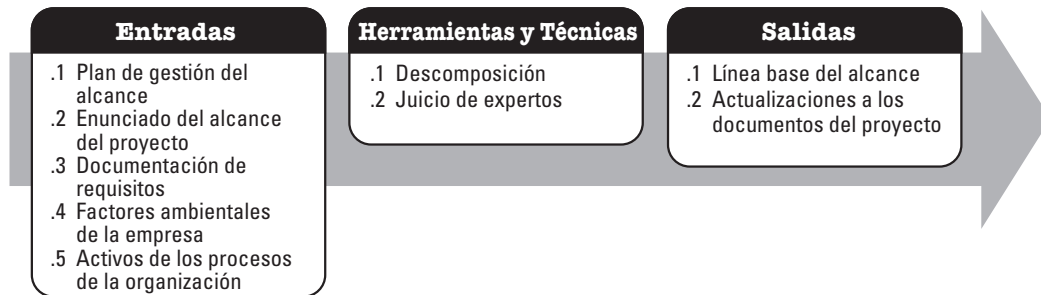 Entradas
.1 Plan de gestión del
alcance
.2 Enunciado del alcance
del proyecto
.3 Documentación de
requisitos
.4 Factores ambientales
de la empresa
.5 Activos de los procesos
de la organización
Herramientas y Técnicas
.1 Descomposición
.2 Juicio de expertos
Salidas
.1 Línea base del alcance
.2 Actualizaciones a los
documentos del proyecto